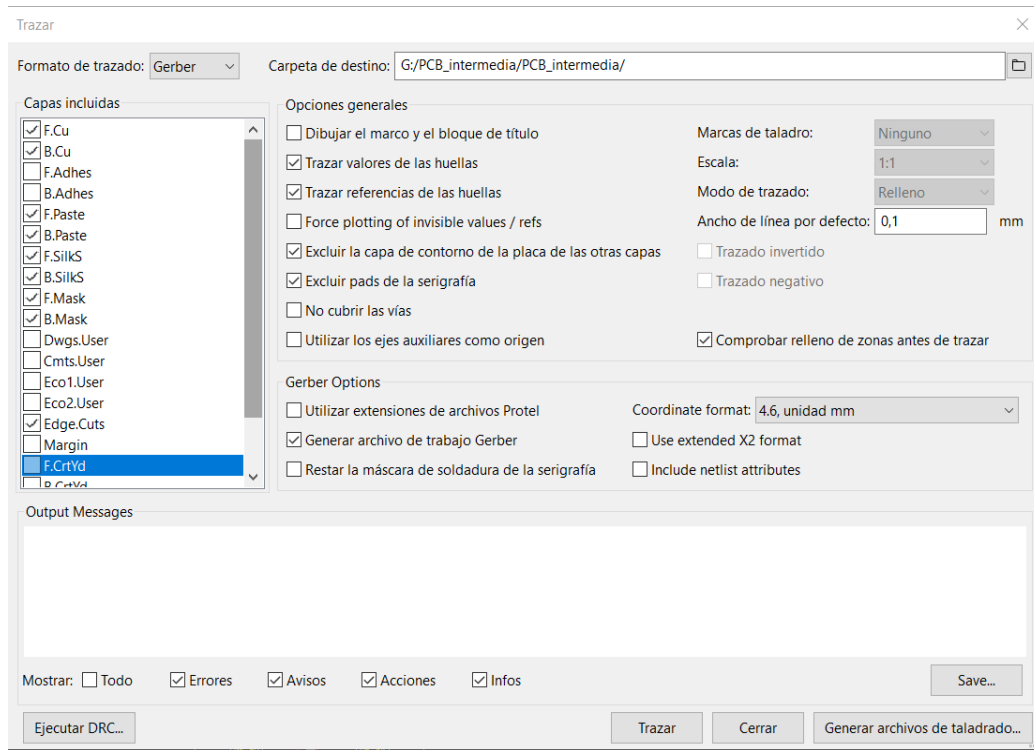 Trazar
Formato de trazado: Gerber Carpeta de destino: G:/PCB_intermedia/PCB_intermedia/
Capas incluidas
F.Cu
B.Cu
F.Adhes
B.Adhes
F.Paste
B.Paste
F.SilkS
B.SilkS
F.Mask
B.Mask
Dwgs.User
Cmts.User
Eco1.User
Eco2.User
Edge.Cuts
Margin
F.CrtYd
B.CrtYd
Opciones generales
Dibujar el marco y el bloque de título
Trazar valores de las huellas
Trazar referencias de las huellas
Force plotting of invisible values / refs
Excluir la capa de contorno de la placa de las otras capas
Excluir pads de la serigrafía
No cubrir las vías
Utilizar los ejes auxiliares como origen
Marcas de taladro: Ninguno
Escala: 1:1
Modo de trazado: Relleno
Ancho de línea por defecto: 0,1 mm
Trazado invertido
Trazado negativo
Comprobar relleno de zonas antes de trazar
Gerber Options
Utilizar extensiones de archivos Protel
Generar archivo de trabajo Gerber
Restar la máscara de soldadura de la serigrafía
Coordinate format: 4.6, unidad mm
Use extended X2 format
Include netlist attributes
Output Messages
Mostrar: Todo Errores Avisos Acciones Infos Save...
Ejecutar DRC... Trazar Cerrar Generar archivos de taladrado...